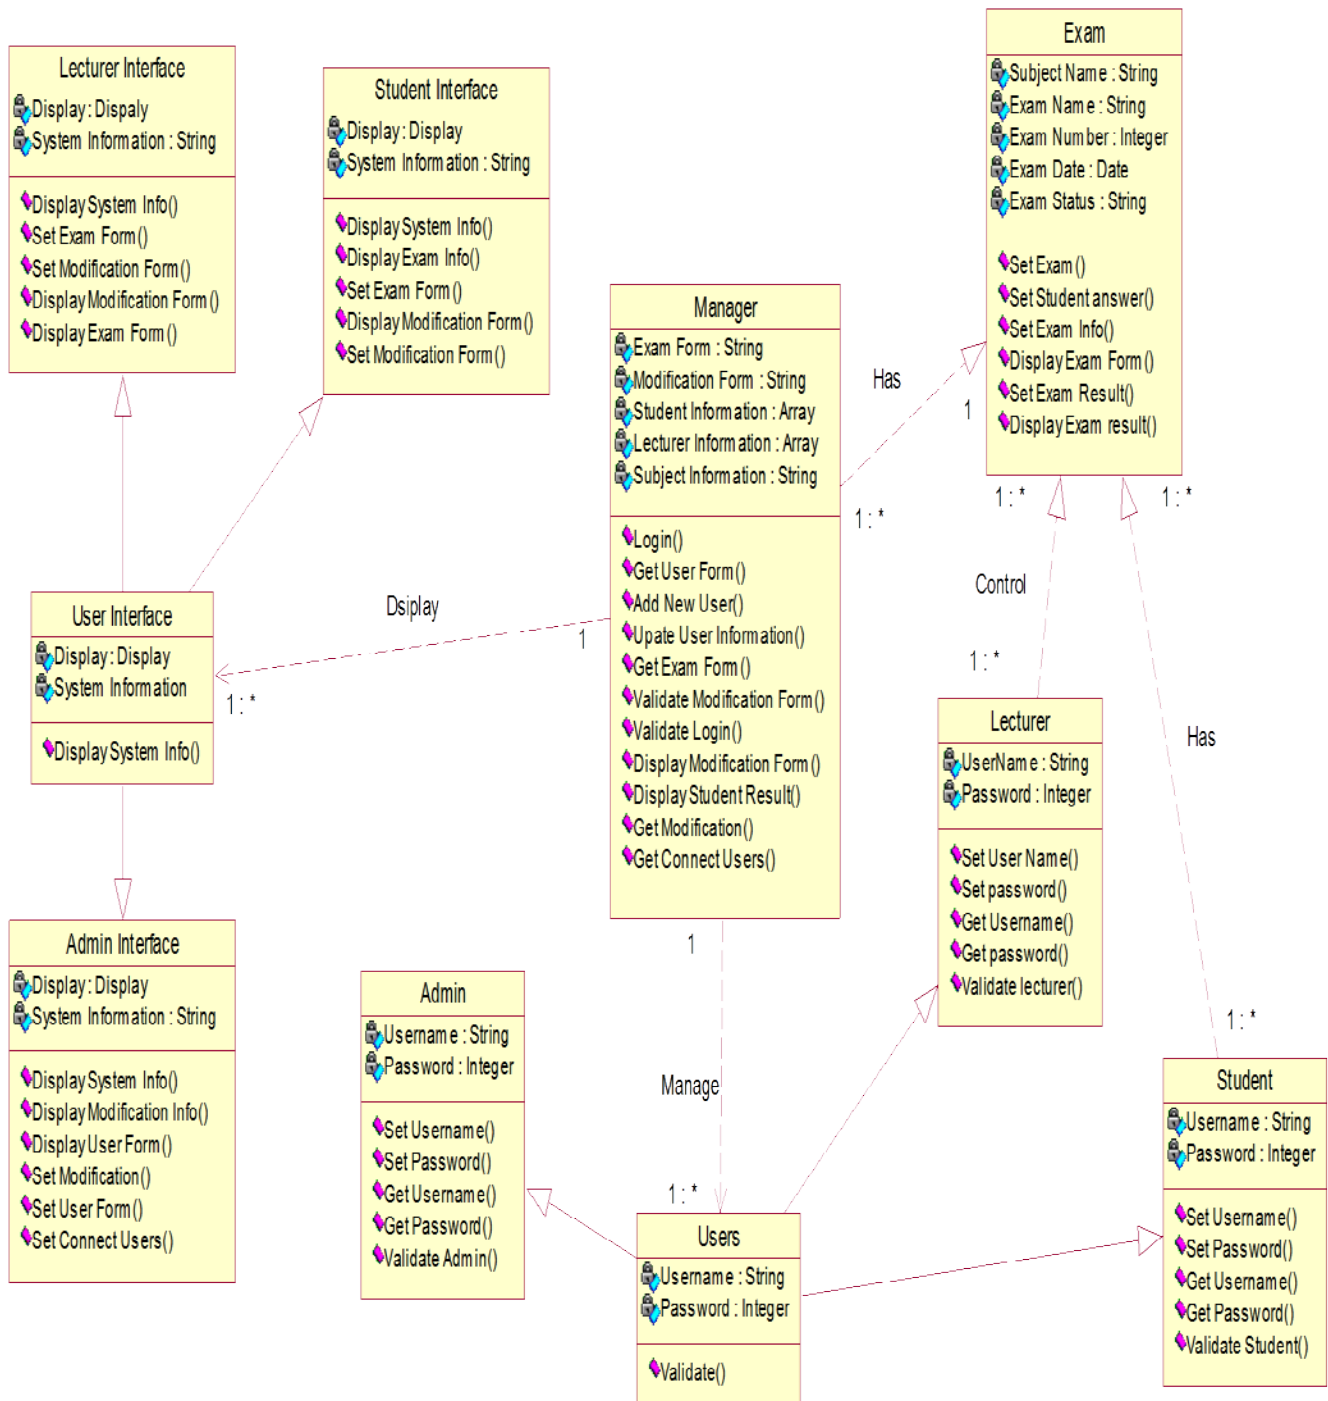 Lecturer Interface
Display : Dispaly
System Information : String
Display System Info()
Set Exam Form()
Set Modification Form()
Display Modification Form()
Display Exam Form()
Student Interface
Display : Display
System Information : String
Display System Info()
Display Exam Info()
Set Exam Form()
Display Modification Form()
Set Modification Form()
Exam
Subject Name : String
Exam Name : String
Exam Number : Integer
Exam Date : Date
Exam Status : String
Set Exam()
Set Student answer()
Set Exam Info()
Display Exam Form()
Set Exam Result()
Display Exam result()
Manager
Exam Form : String
Modification Form : String
Student Information : Array
Lecturer Information : Array
Subject Information : String
Login()
Get User Form()
Add New User()
Upate User Information()
Get Exam Form()
Validate Modification Form()
Validate Login()
Display Modification Form()
Display Student Result()
Get Modification()
Get Connect Users()
Has
1
1 : *
1 : *
1 : *
Control
1 : *
Has
1 : *
Dsiplay
1
1 : *
User Interface
Display : Display
System Information
Display System Info()
Lecturer
UserName : String
Password : Integer
Set User Name()
Set password()
Get Username()
Get password()
Validate lecturer()
Admin Interface
Display : Display
System Information : String
Display System Info()
Display Modification Info()
Display User Form()
Set Modification()
Set User Form()
Set Connect Users()
Admin
Username : String
Password : Integer
Set Username()
Set Password()
Get Username()
Get Password()
Validate Admin()
1
Manage
1 : *
Users
Username : String
Password : Integer
Validate()
Student
Username : String
Password : Integer
Set Username()
Set Password()
Get Username()
Get Password()
Validate Student()